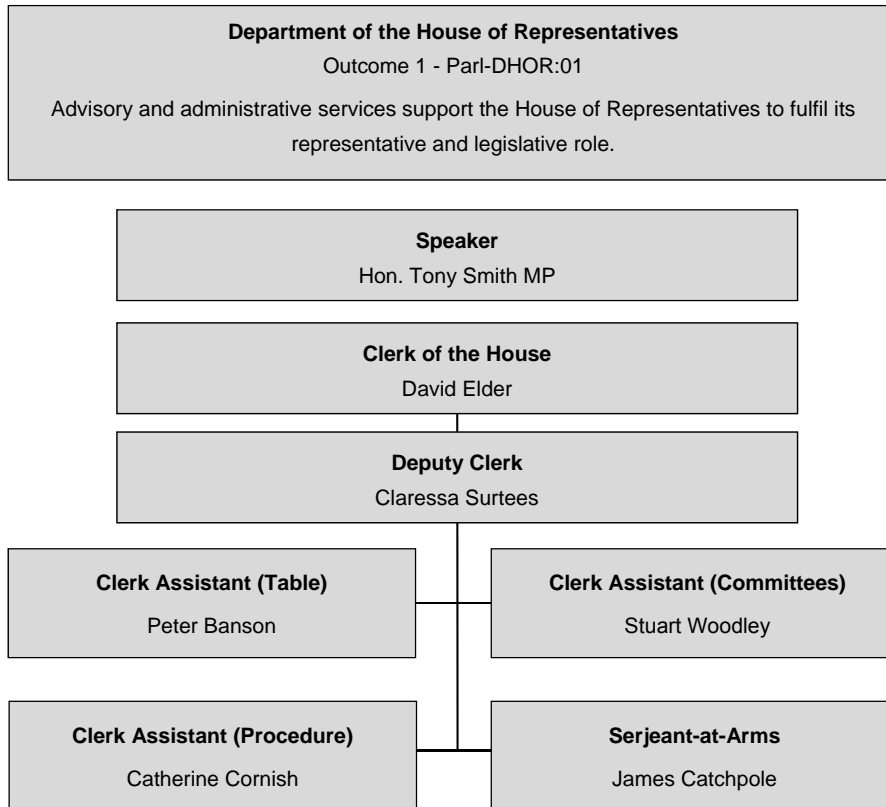 Department of the House of Representatives
Outcome 1 - Parl-DHOR:01
Advisory and administrative services support the House of Representatives to fulfil its
representative and legislative role.
Speaker
Hon. Tony Smith MP
Clerk of the House
David Elder
Deputy Clerk
Claressa Surtees
Clerk Assistant (Table)
Peter Banson
Clerk Assistant (Committees)
Stuart Woodley
Clerk Assistant (Procedure)
Catherine Cornish
Serjeant-at-Arms
James Catchpole